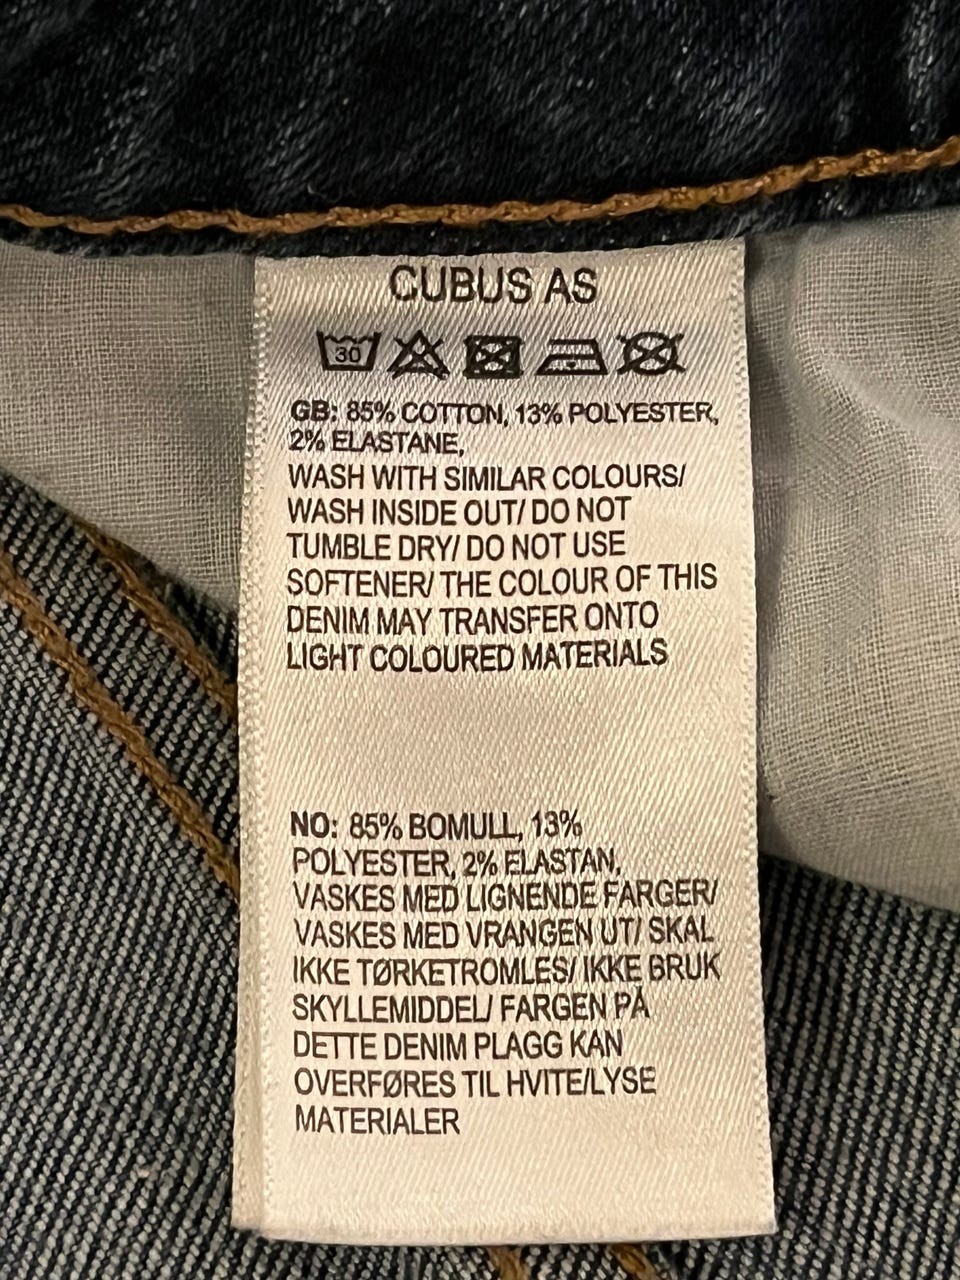 CUBUS AS
30
GB: 85% COTTON, 13% POLYESTER,
2% ELASTANE,
WASH WITH SIMILAR COLOURS/
WASH INSIDE OUT/ DO NOT
TUMBLE DRY/ DO NOT USE
SOFTENER/ THE COLOUR OF THIS
DENIM MAY TRANSFER ONTO
LIGHT COLOURED MATERIALS
NO: 85% BOMULL, 13%
POLYESTER, 2% ELASTAN,
VASKES MED LIGNENDE FARGER/
VASKES MED VRANGEN UT/ SKAL
IKKE TØRKETROMLES/ IKKE BRUK
SKYLLEMIDDEL/ FARGEN PÅ
DETTE DENIM PLAGG KAN
OVERFØRES TIL HVITE/LYSE
MATERIALER